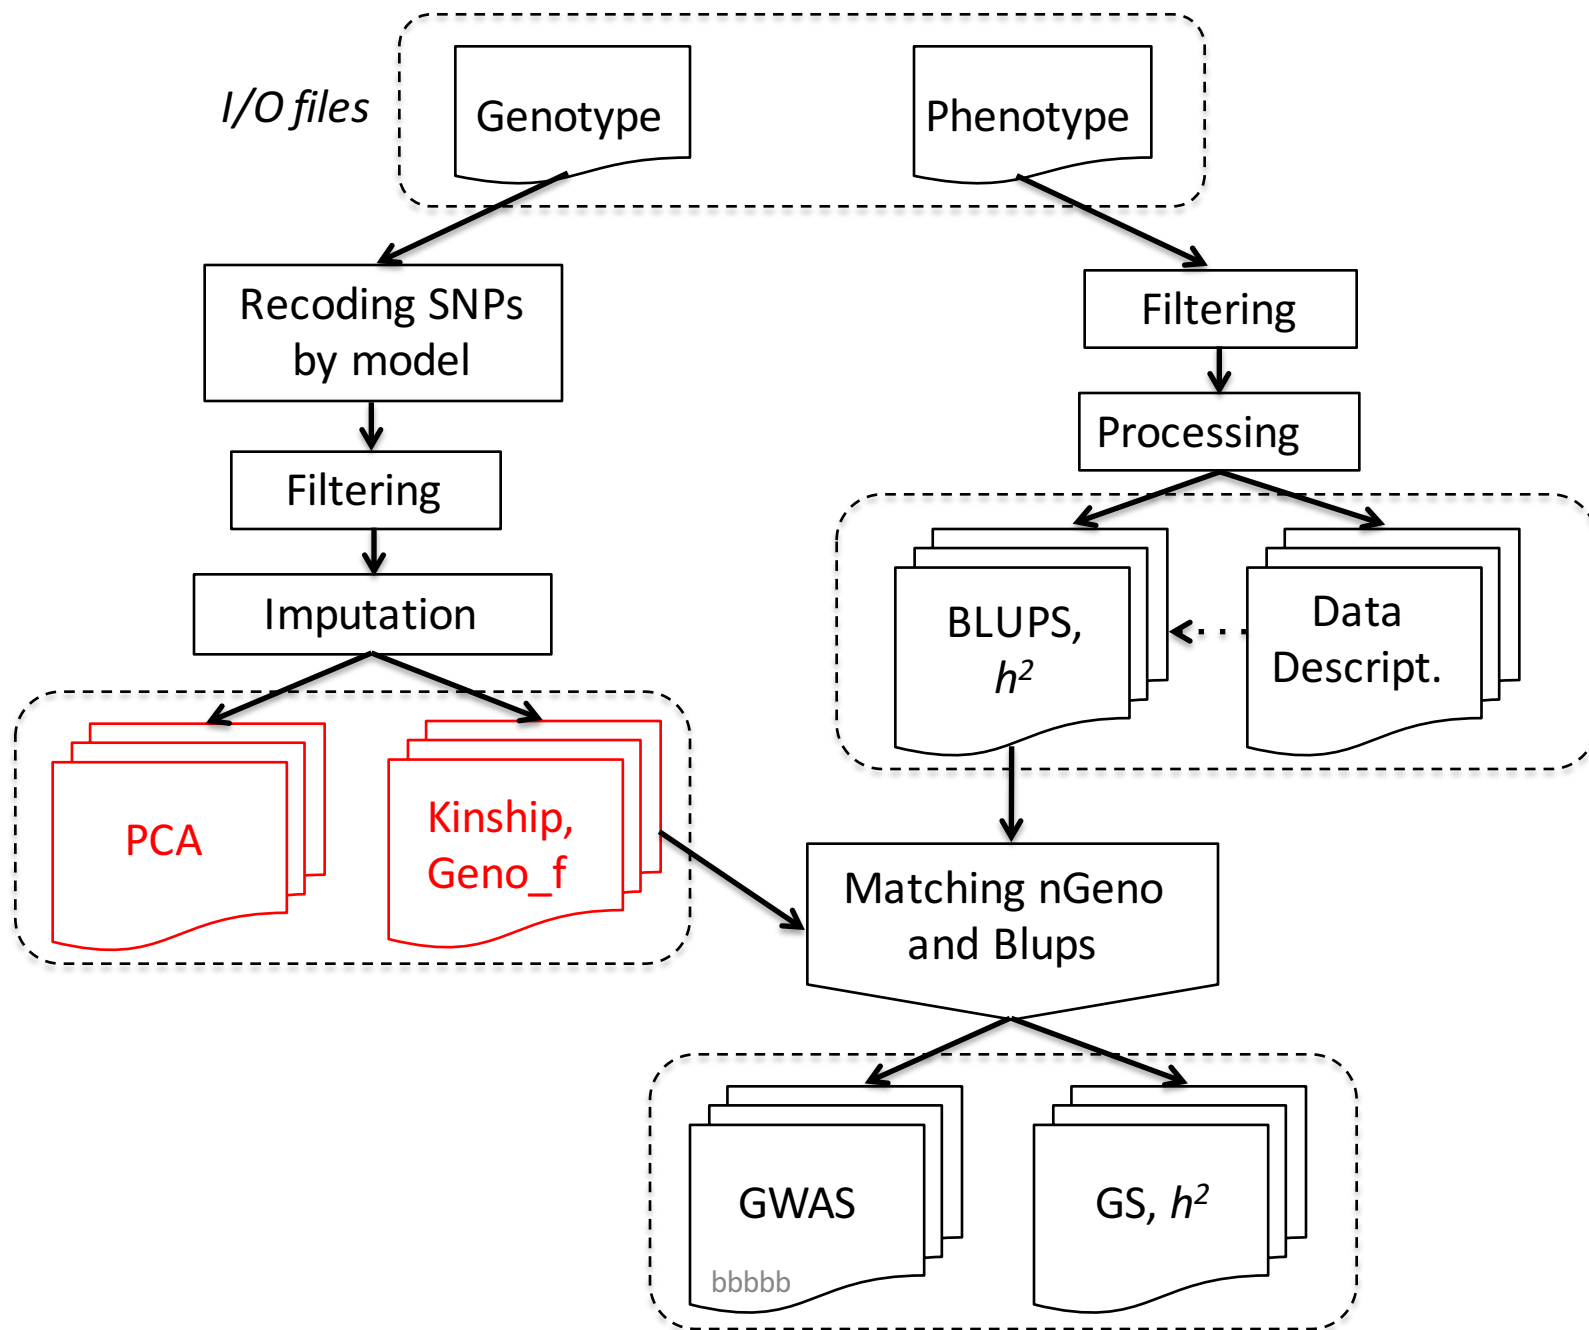 I/O files
Genotype
Phenotype
Recoding SNPs
by model
Filtering
Filtering
Processing
Imputation
BLUPS,
h²
Data
Descript.
PCA
Kinship,
Geno_f
Matching nGeno
and Blups
GWAS
bbbbb
GS, h²